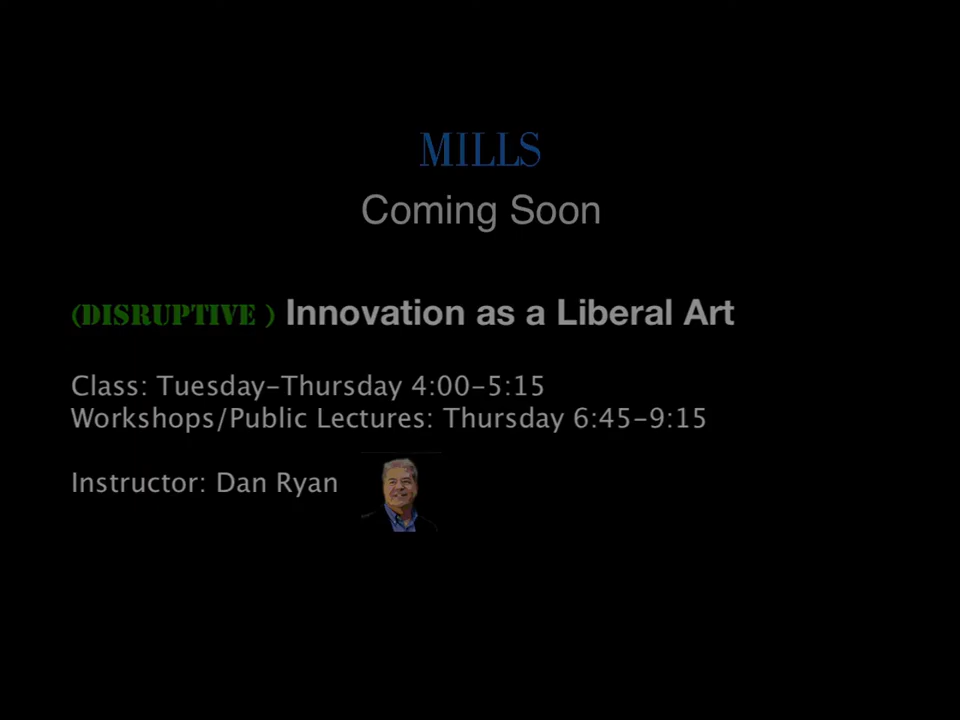 MILLS
Coming Soon
(DISRUPTIVE ) Innovation as a Liberal Art
Class: Tuesday-Thursday 4:00-5:15
Workshops/Public Lectures: Thursday 6:45-9:15
Instructor: Dan Ryan